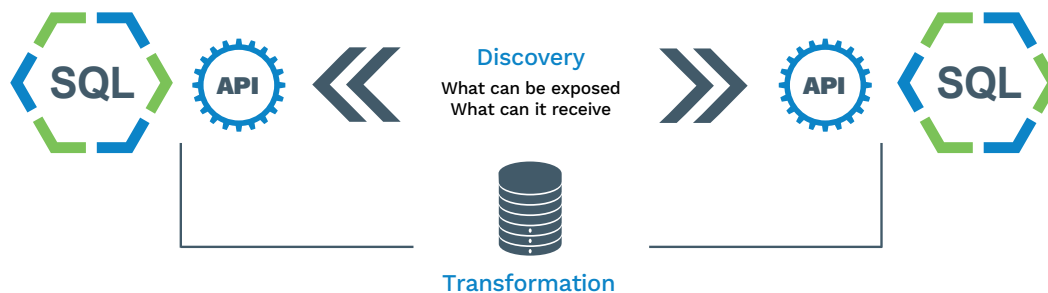 SQL
API
Discovery
What can be exposed
What can it receive
API
SQL
Transformation